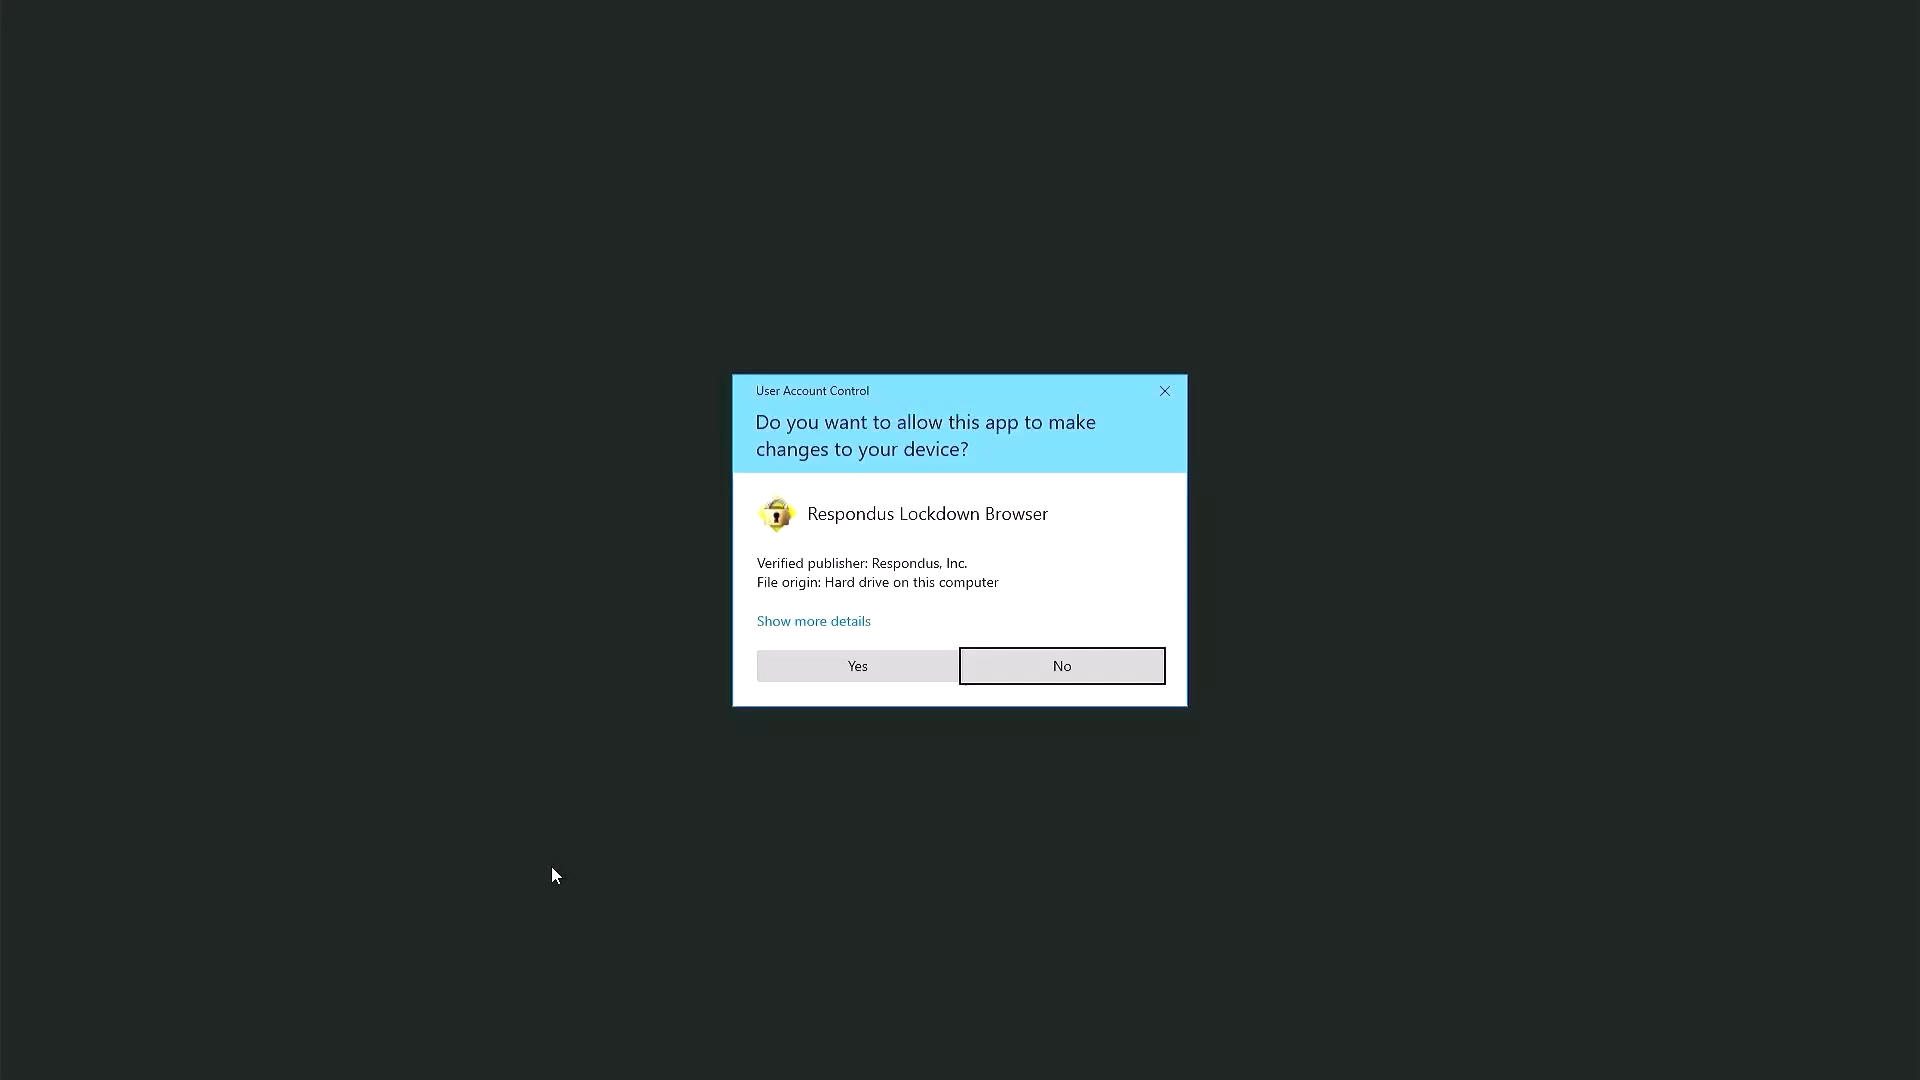 User Account Control
Do you want to allow this app to make
changes to your device?
Respondus Lockdown Browser
Verified publisher: Respondus, Inc.
File origin: Hard drive on this computer
Show more details
Yes
No